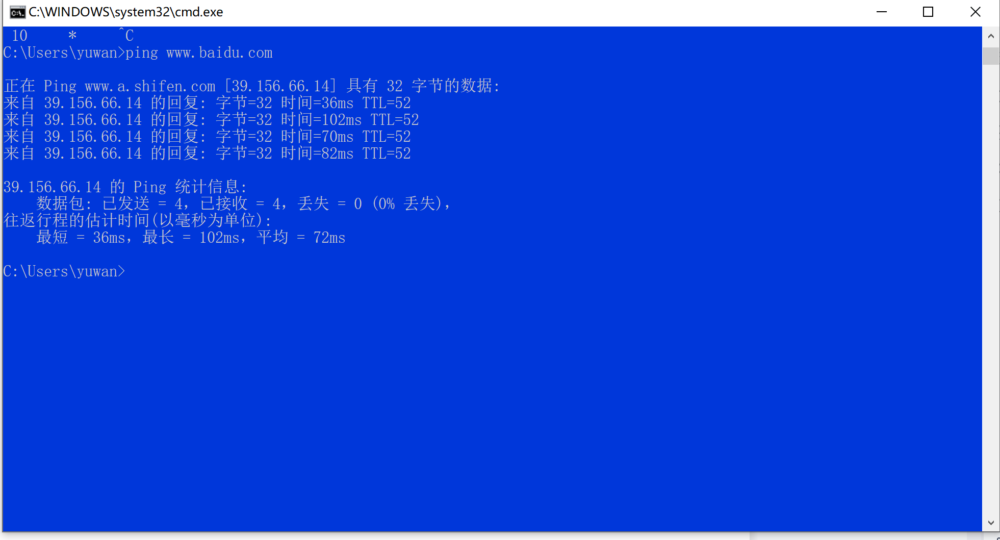 C:\WINDOWS\system32\cmd.exe
10     *     ^C
C:\Users\yuwan>ping www.baidu.com
正在 Ping www.a.shifen.com [39.156.66.14] 具有 32 字节的数据:
来自 39.156.66.14 的回复: 字节=32 时间=36ms TTL=52
来自 39.156.66.14 的回复: 字节=32 时间=102ms TTL=52
来自 39.156.66.14 的回复: 字节=32 时间=70ms TTL=52
来自 39.156.66.14 的回复: 字节=32 时间=82ms TTL=52
39.156.66.14 的 Ping 统计信息:
    数据包: 已发送 = 4，已接收 = 4，丢失 = 0 (0% 丢失)，
往返行程的估计时间(以毫秒为单位):
    最短 = 36ms，最长 = 102ms，平均 = 72ms
C:\Users\yuwan>